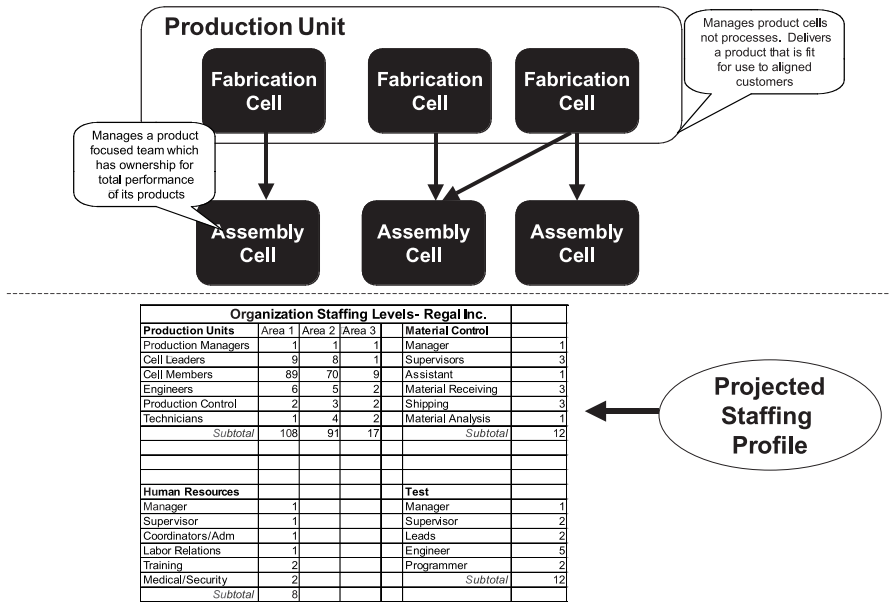 Production Unit
Manages product cells
not processes. Delivers
a product that is fit
for use to aligned
customers
Fabrication
Cell
Fabrication
Cell
Fabrication
Cell
Manages a product
focused team which
has ownership for
total performance
of its products
Assembly
Cell
Assembly
Cell
Assembly
Cell
Organization Staffing Levels- Regal Inc.
Production Units Area 1 Area 2 Area 3 Material Control
Production Managers 1 1 1 Manager 1
Cell Leaders 9 8 1 Supervisors 3
Cell Members 89 70 9 Assistant 1
Engineers 6 5 2 Material Receiving 3
Production Control 2 3 2 Shipping 3
Technicians 1 4 2 Material Analysis 1
Subtotal 108 91 17 Subtotal 12
Human Resources Test
Manager 1 Manager 1
Supervisor 1 Supervisor 2
Coordinators/Adm 1 Leads 2
Labor Relations 1 Engineer 5
Training 2 Programmer 2
Medical/Security 2 Subtotal 12
Subtotal 8
Projected
Staffing
Profile